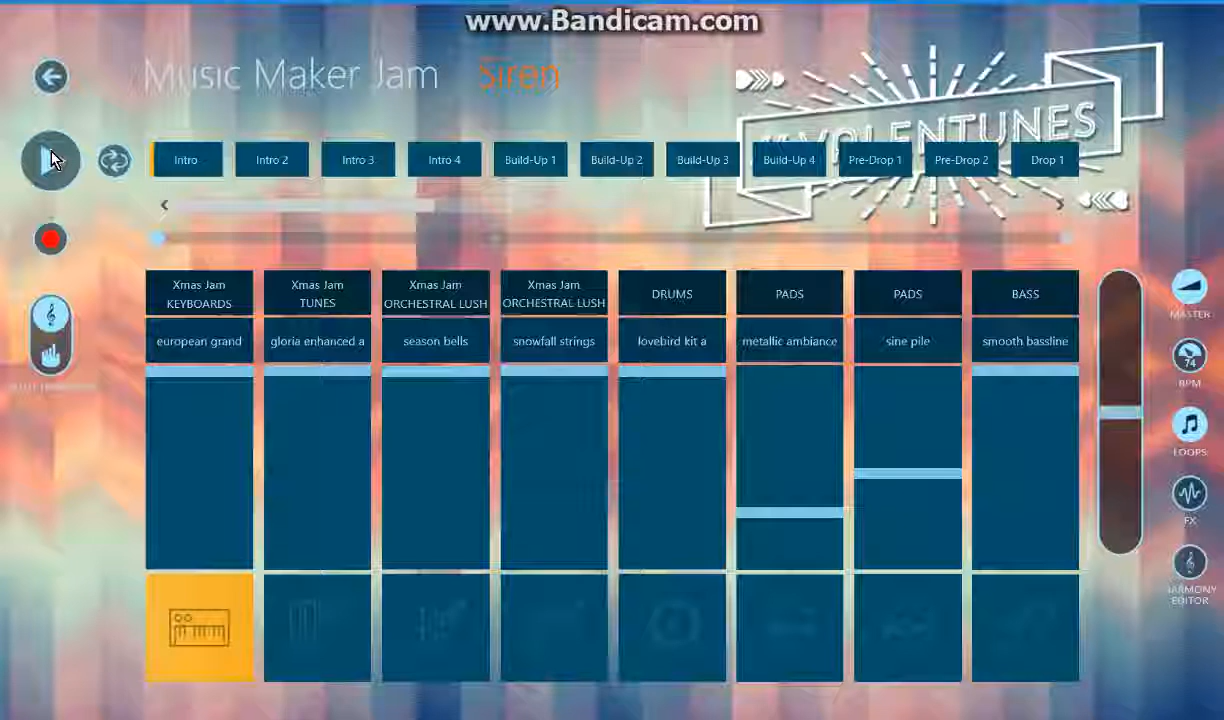 www.Bandicam.com
Music Maker Jam Siren
VALENTUNES
Intro
Intro 2
Intro 3
Intro 4
Build-Up 1
Build-Up 2
Build-Up 3
Build-Up 4
Pre-Drop 1
Pre-Drop 2
Drop 1
Xmas Jam
KEYBOARDS
Xmas Jam
TUNES
Xmas Jam
ORCHESTRAL LUSH
Xmas Jam
ORCHESTRAL LUSH
DRUMS
PADS
PADS
BASS
european grand
gloria enhanced a
season bells
snowfall strings
lovebird kit a
metallic ambiance
sine pile
smooth bassline
MASTER
74
BPM
LOOPS
FX
HARMONY
EDITOR